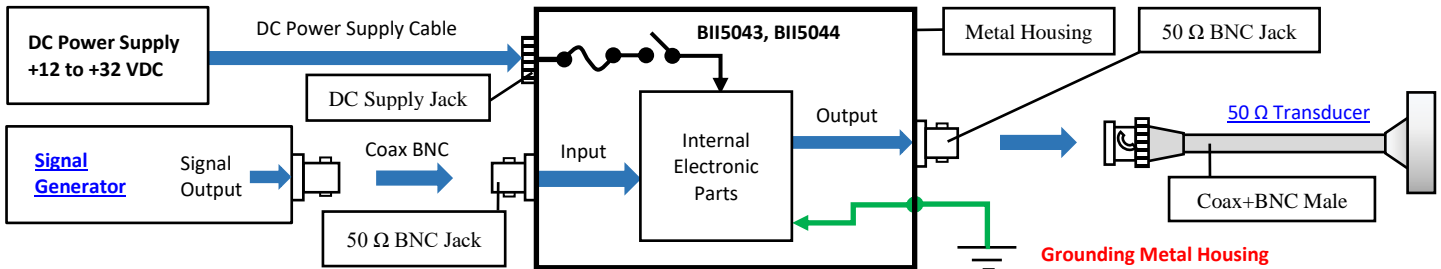 DC Power Supply
+12 to +32 VDC
DC Power Supply Cable
DC Supply Jack
BII5043, BII5044
Metal Housing
50 Ω BNC Jack
Signal
Generator
Signal
Output
Coax BNC
50 Ω BNC Jack
Input
Internal
Electronic
Parts
Output
50 Ω Transducer
Coax+BNC Male
Grounding Metal Housing